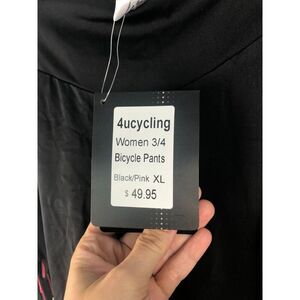 4ucycling
Women 3/4
Bicycle Pants
Black/Pink XL
$ 49.95